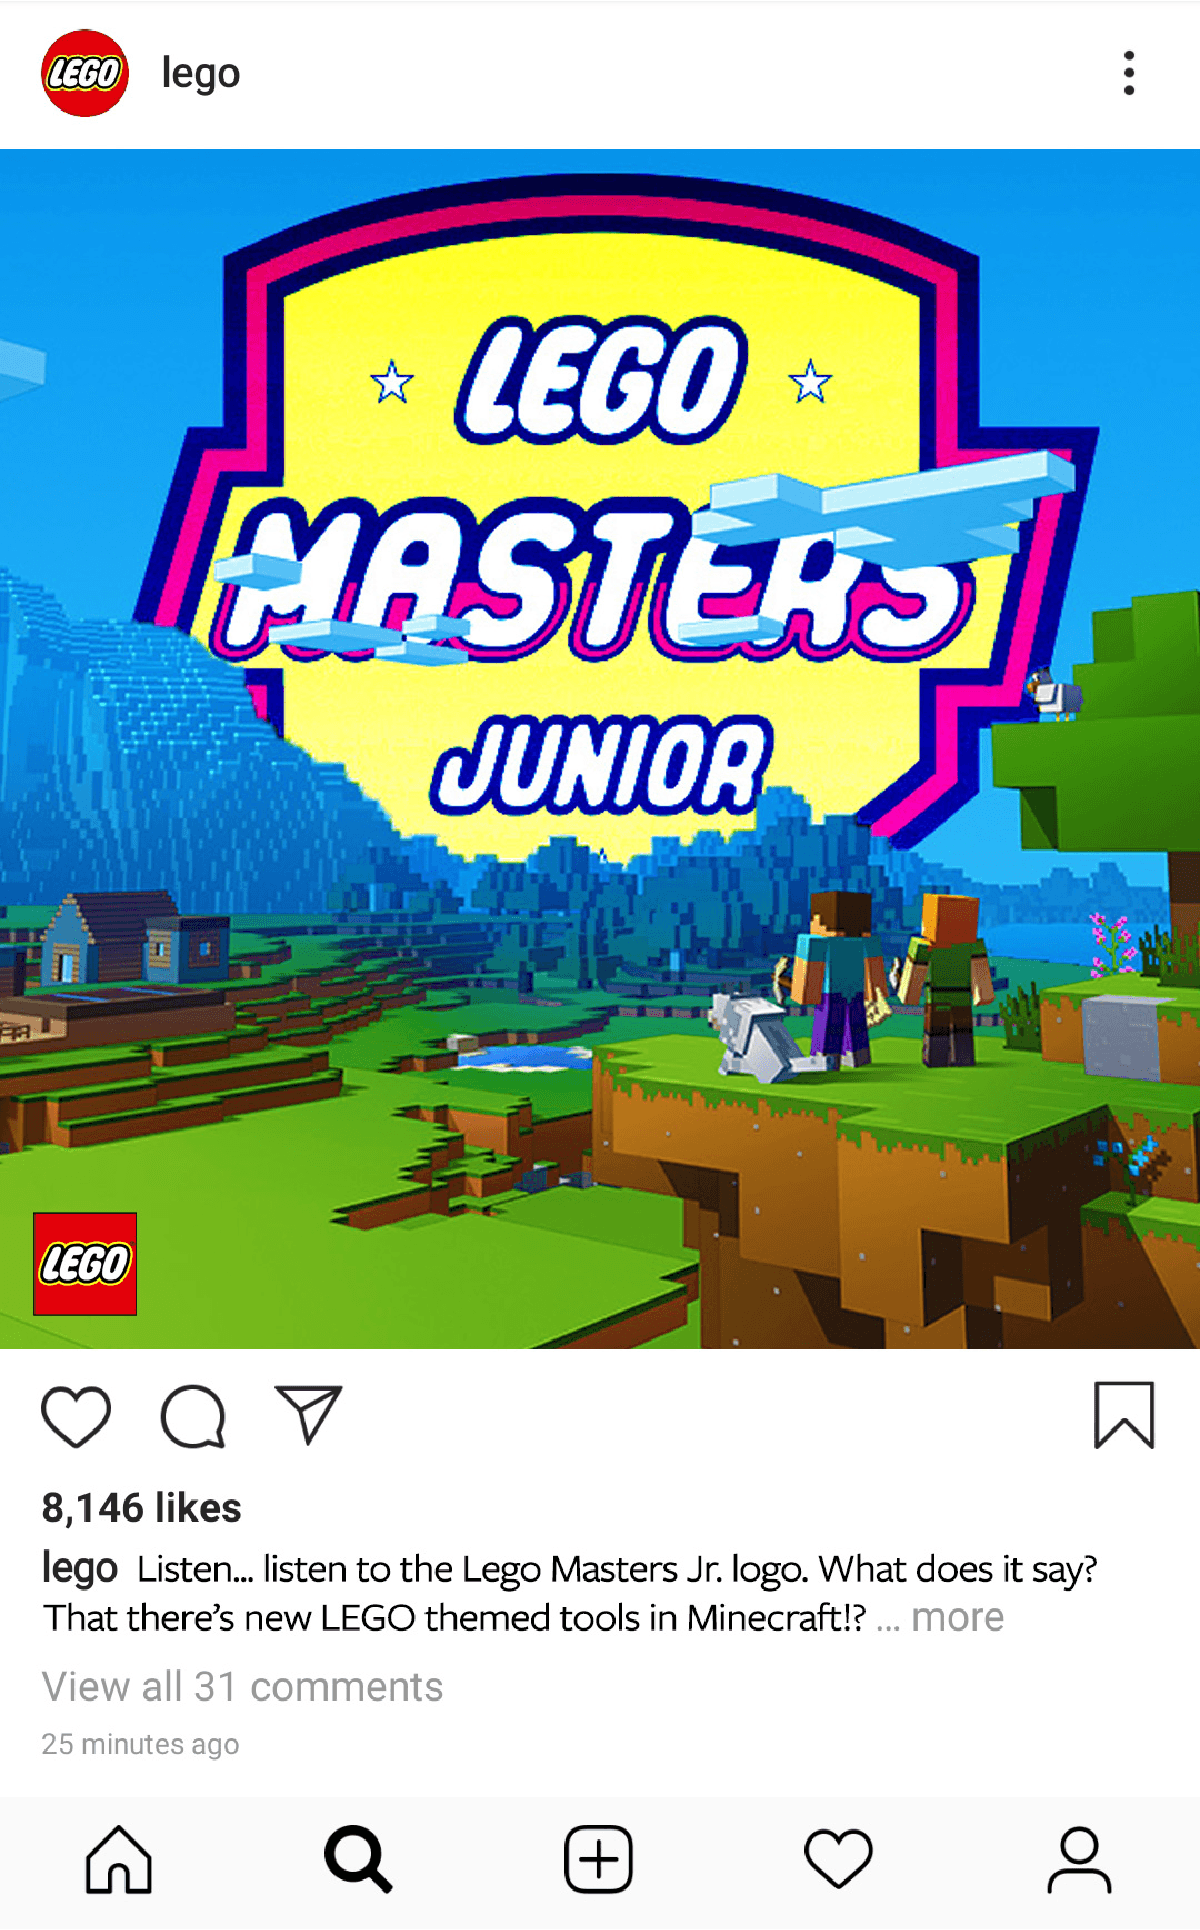 LEGO
lego
LEGO
MASTERS
JUNIOR
LEGO
8,146 likes
lego Listen... listen to the Lego Masters Jr. logo. What does it say?
That there's new LEGO themed tools in Minecraft!? ... more
View all 31 comments
25 minutes ago